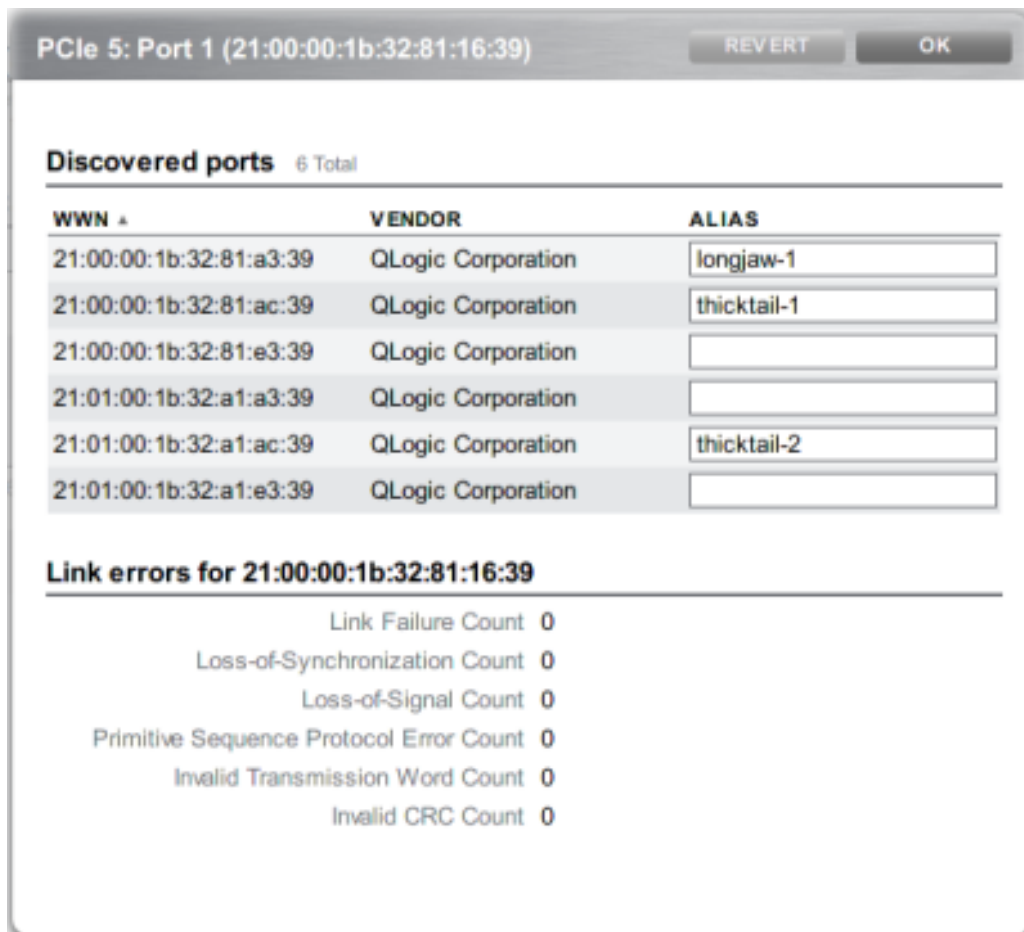 PCIe 5: Port 1 (21:00:00:1b:32:81:16:39) REVERT OK
Discovered ports 6 Total
WWN ▲ VENDOR ALIAS
21:00:00:1b:32:81:a3:39 QLogic Corporation longjaw-1
21:00:00:1b:32:81:ac:39 QLogic Corporation thicktail-1
21:00:00:1b:32:81:e3:39 QLogic Corporation
21:01:00:1b:32:a1:a3:39 QLogic Corporation
21:01:00:1b:32:a1:ac:39 QLogic Corporation thicktail-2
21:01:00:1b:32:a1:e3:39 QLogic Corporation
Link errors for 21:00:00:1b:32:81:16:39
Link Failure Count 0
Loss-of-Synchronization Count 0
Loss-of-Signal Count 0
Primitive Sequence Protocol Error Count 0
Invalid Transmission Word Count 0
Invalid CRC Count 0